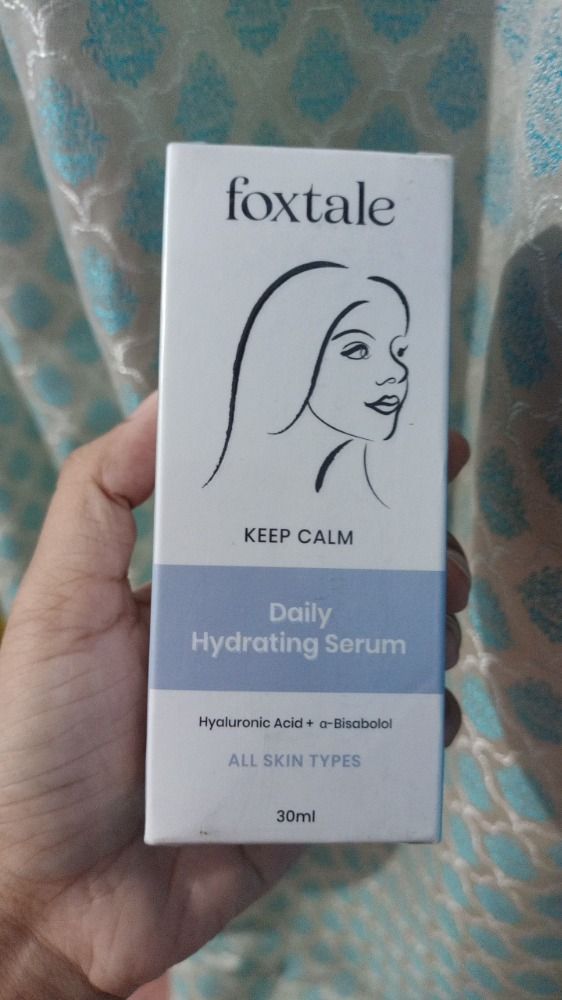 foxtale
KEEP CALM
Daily
Hydrating Serum
Hyaluronic Acid + α-Bisabolol
ALL SKIN TYPES
30ml